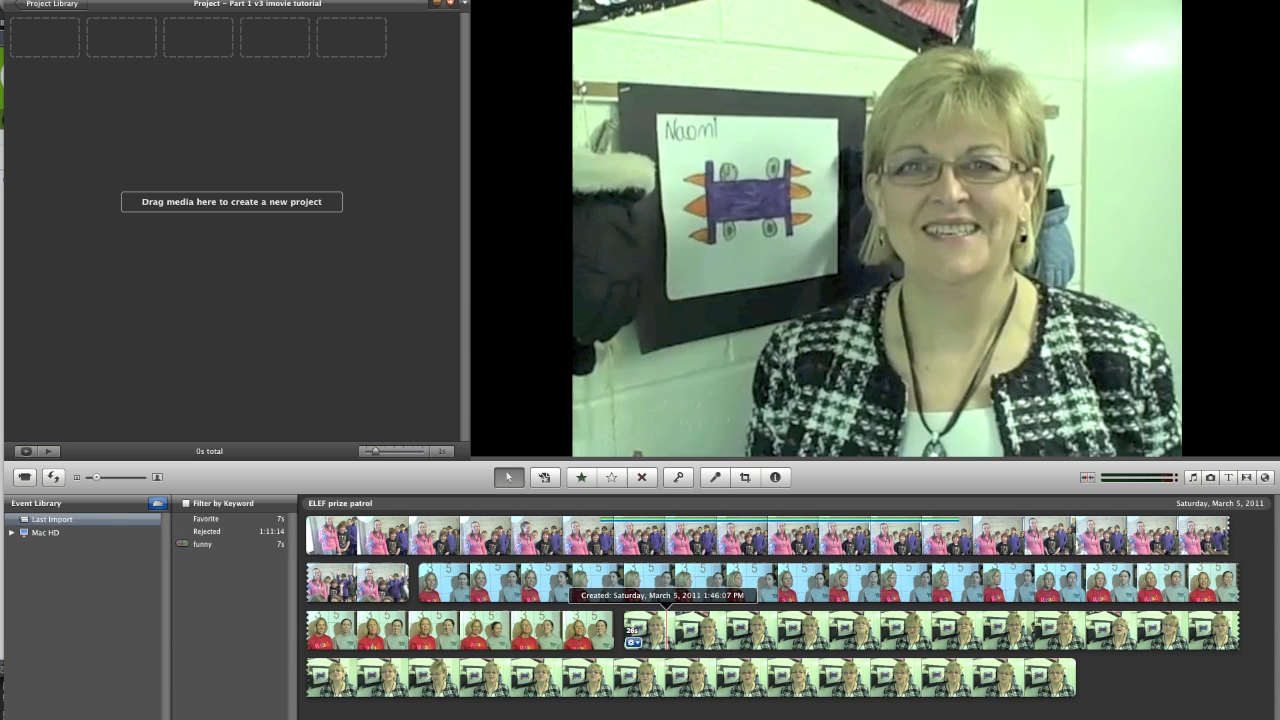 Project Library
Project - Part 1 v3 imovie tutorial
Naomi
Drag media here to create a new project
0s total
1s
Event Library
Filter by Keyword
ELEF prize patrol
Saturday, March 5, 2011
Last Import
Favorite
7s
Mac HD
Rejected
1:11:14
funny
7s
Created: Saturday, March 5, 2011 1:46:07 PM
26s